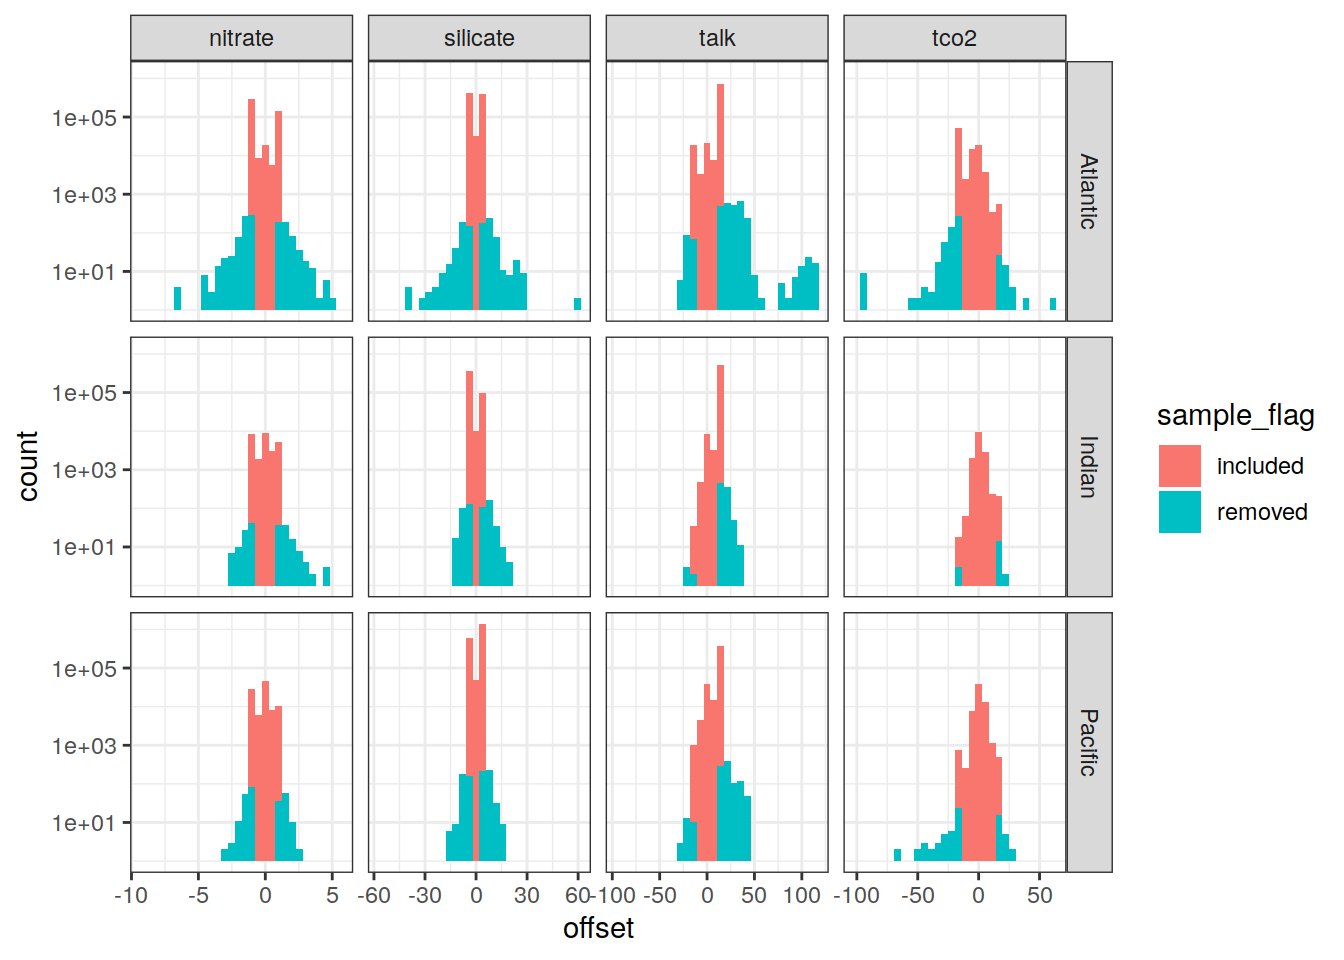 nitrate silicate talk tco2
1e+05
1e+03
1e+01
Atlantic
1e+05
1e+03
1e+01
Indian
1e+05
1e+03
1e+01
Pacific
count
-10 -5 0 5 -60 -30 0 30 60 -100 -50 0 50 100 -100 -50 0 50
offset
sample_flag
included
removed